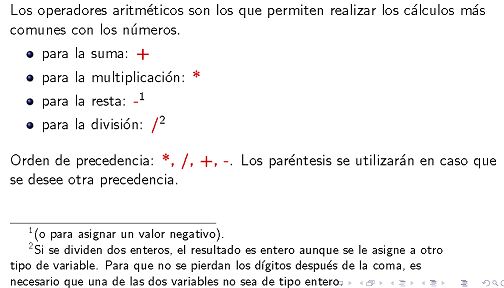 Los operadores aritméticos son los que permiten realizar los cálculos más
comunes con los números.
para la suma: +
para la multiplicación: *
para la resta: -1
para la división: /2
Orden de precedencia: *, /, +, -. Los paréntesis se utilizarán en caso que
se desee otra precedencia.
1(o para asignar un valor negativo).
2Si se dividen dos enteros, el resultado es entero aunque se le asigne a otro
tipo de variable. Para que no se pierdan los dígitos después de la coma, es
necesario que una de las dos variables no sea de tipo entero.